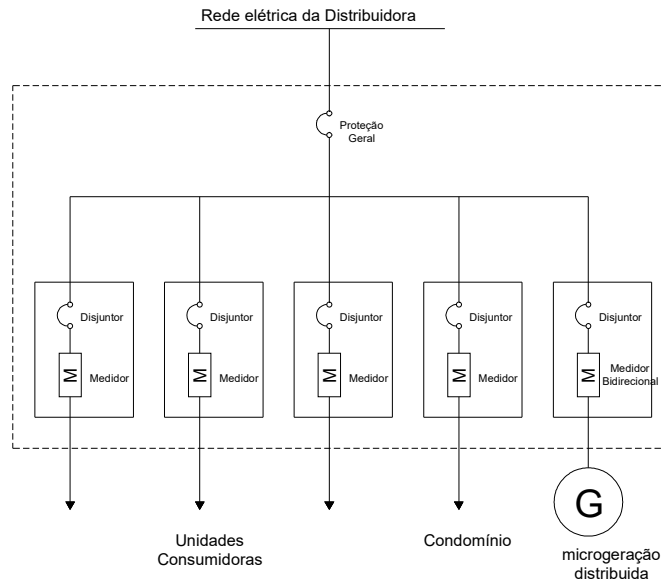 Rede elétrica da Distribuidora
Proteção
Geral
Disjuntor
Disjuntor
Disjuntor
Disjuntor
Disjuntor
M
Medidor
M
Medidor
M
Medidor
M
Medidor
M
Medidor
Bidirecional
G
Unidades
Consumidoras
Condomínio
microgeração
distribuida